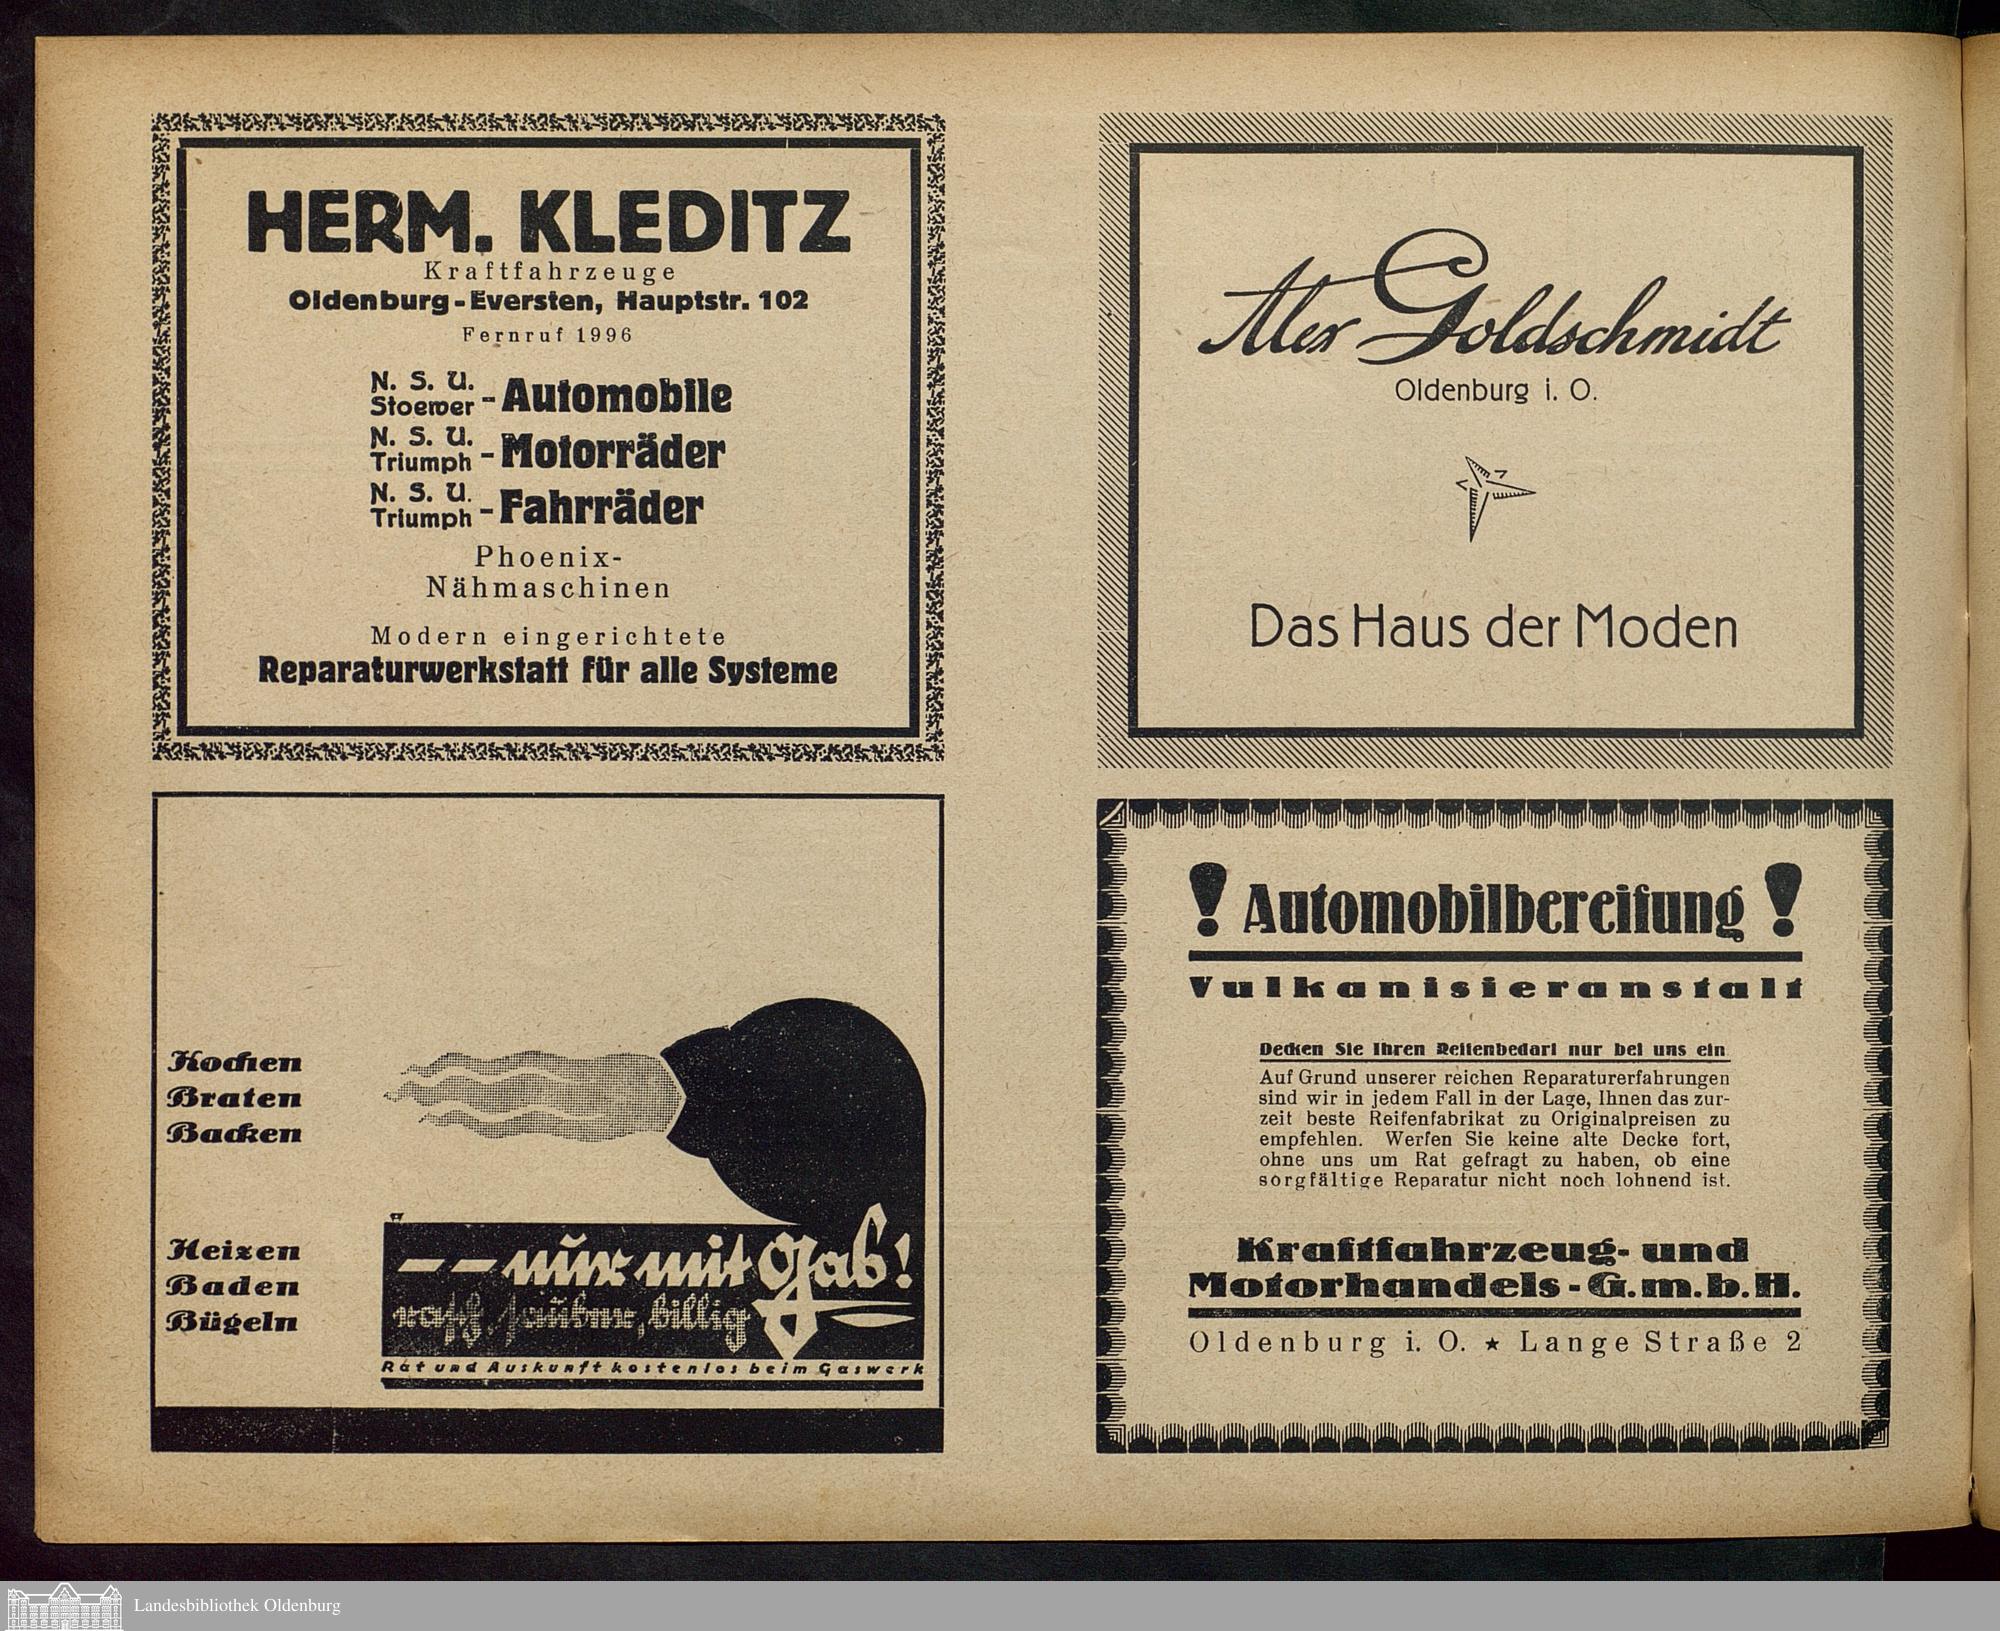 HERM. KLEDITZ
Kraftfahrzeuge
Oldenburg-Eversten, Hauptstr. 102
Fernruf 1996
N. S. U.
Stoewer - Automobile
N. S. U.
Triumph - Motorräder
N. S. U.
Triumph - Fahrräder
Phoenix-
Nähmaschinen
Modern eingerichtete
Reparaturwerkstatt für alle Systeme
Kochen
Braten
Backen
Heizen
Baden
Bügeln
-- nur mit Gas!
rasch, sauber, billig
Rat und Auskunft kostenlos beim Gaswerk
Alex Goldschmidt
Oldenburg i. O.
Das Haus der Moden
! Automobilbereifung !
Vulkanisieranstalt
Decken Sie Ihren Reifenbedarf nur bei uns ein
Auf Grund unserer reichen Reparaturerfahrungen
sind wir in jedem Fall in der Lage, Ihnen das zur-
zeit beste Reifenfabrikat zu Originalpreisen zu
empfehlen. Werfen Sie keine alte Decke fort,
ohne uns um Rat gefragt zu haben, ob eine
sorgfältige Reparatur nicht noch lohnend ist.
Kraftfahrzeug- und
Motorhandels-G.m.b.H.
Oldenburg i. O. ★ Lange Straße 2
Landesbibliothek Oldenburg